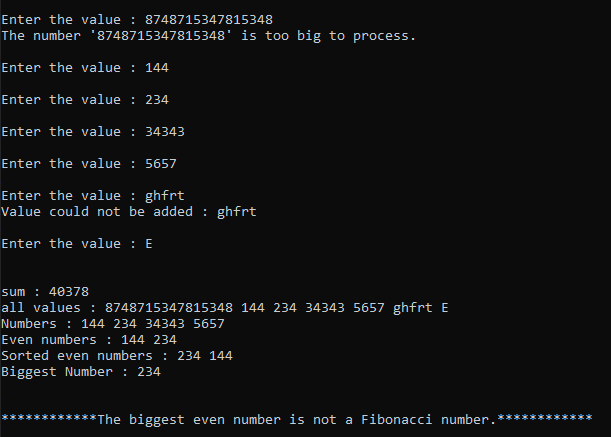 Enter the value : 8748715347815348
The number '8748715347815348' is too big to process.
Enter the value : 144
Enter the value : 234
Enter the value : 34343
Enter the value : 5657
Enter the value : ghfrt
Value could not be added : ghfrt
Enter the value : E
sum : 40378
all values : 8748715347815348 144 234 34343 5657 ghfrt E
Numbers : 144 234 34343 5657
Even numbers : 144 234
Sorted even numbers : 234 144
Biggest Number : 234
************The biggest even number is not a Fibonacci number.************